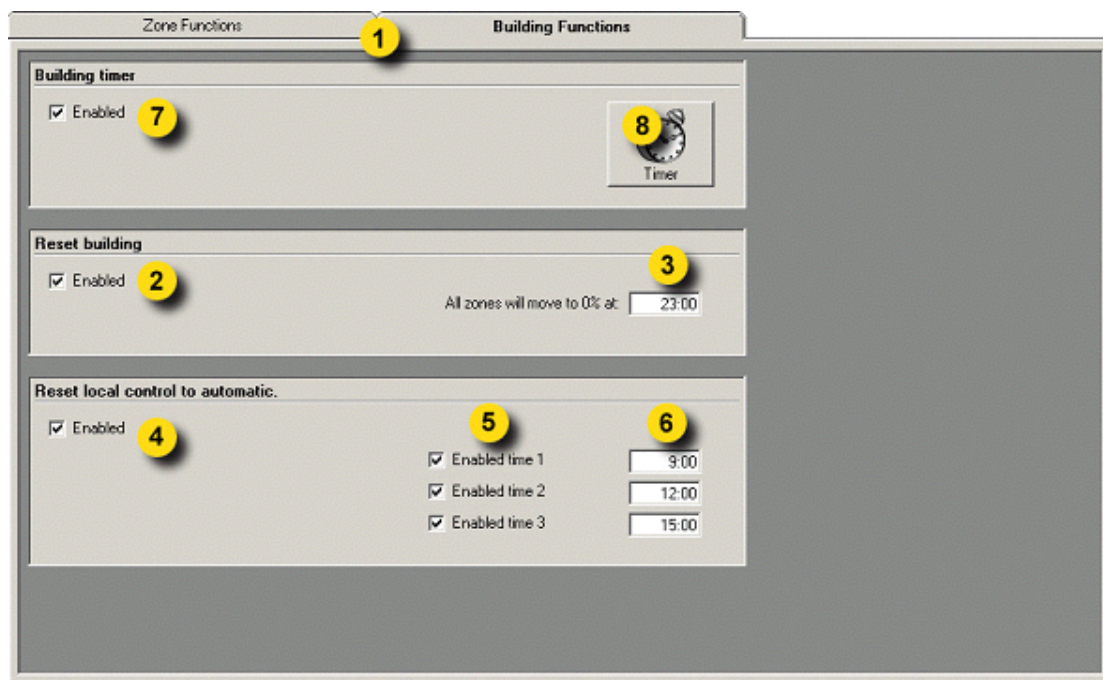 Zone Functions
1
Building Functions
Building timer
Enabled
7
8
Timer
Reset building
Enabled
2
3
All zones will move to 0% at:
23:00
Reset local control to automatic.
Enabled
4
5
6
Enabled time 1
9:00
Enabled time 2
12:00
Enabled time 3
15:00